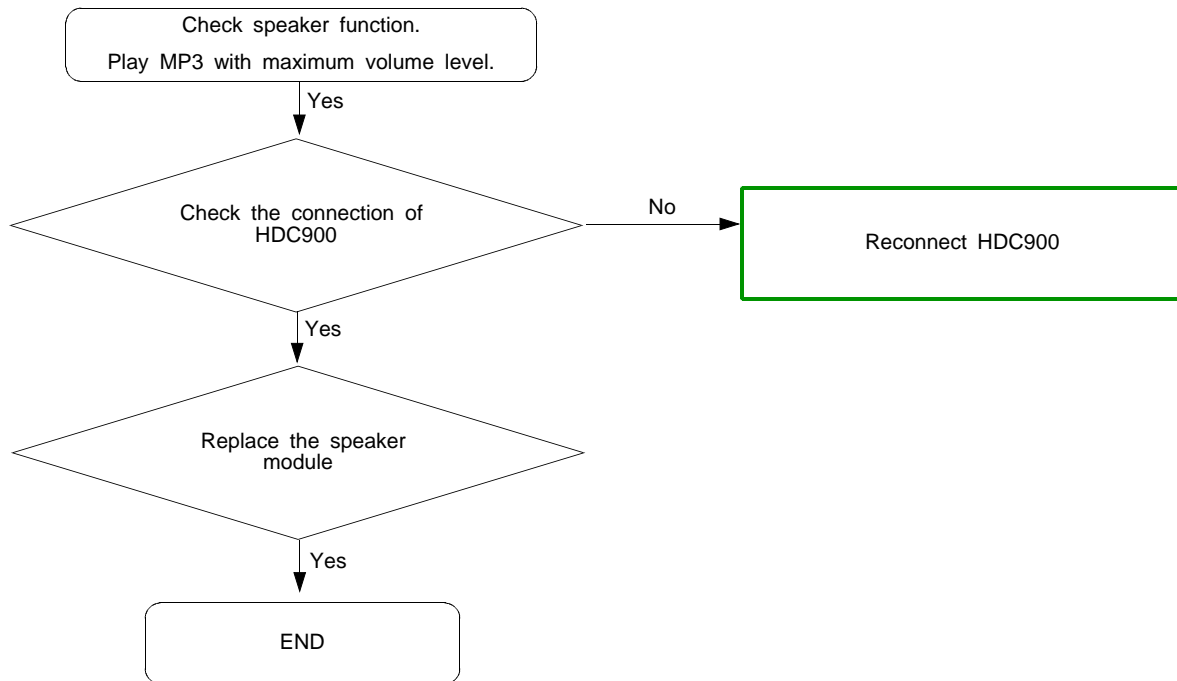 Check speaker function.
Play MP3 with maximum volume level.
Yes
Check the connection of
HDC900
No
Reconnect HDC900
Yes
Replace the speaker
module
Yes
END